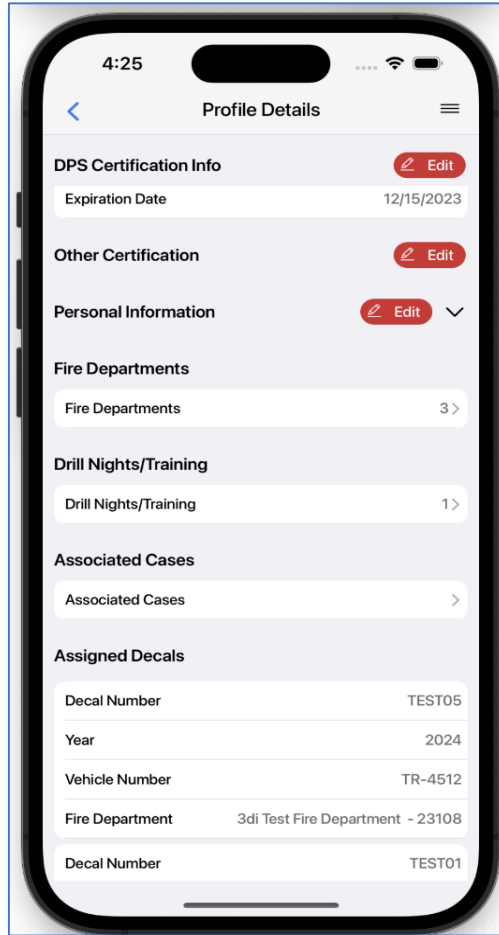 4:25
Profile Details
DPS Certification Info Edit
Expiration Date 12/15/2023
Other Certification Edit
Personal Information Edit
Fire Departments
Fire Departments 3
Drill Nights/Training
Drill Nights/Training 1
Associated Cases
Associated Cases
Assigned Decals
Decal Number TEST05
Year 2024
Vehicle Number TR-4512
Fire Department 3di Test Fire Department - 23108
Decal Number TEST01